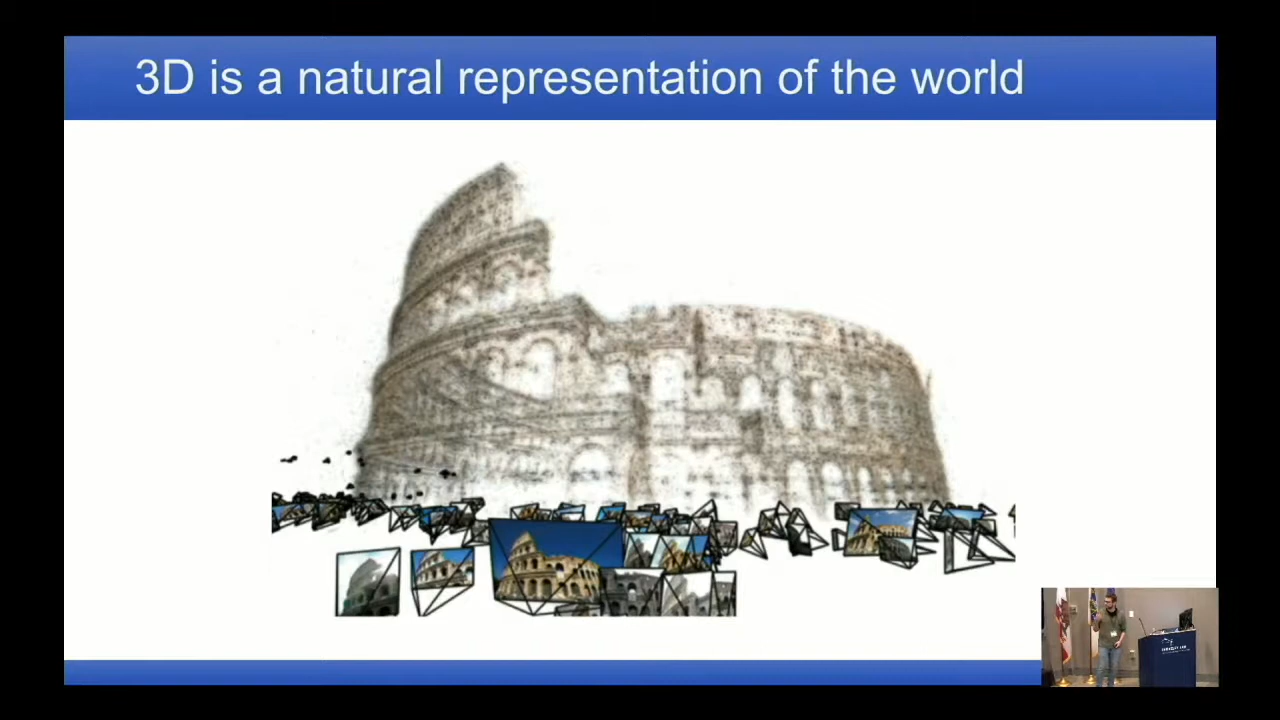 3D is a natural representation of the world